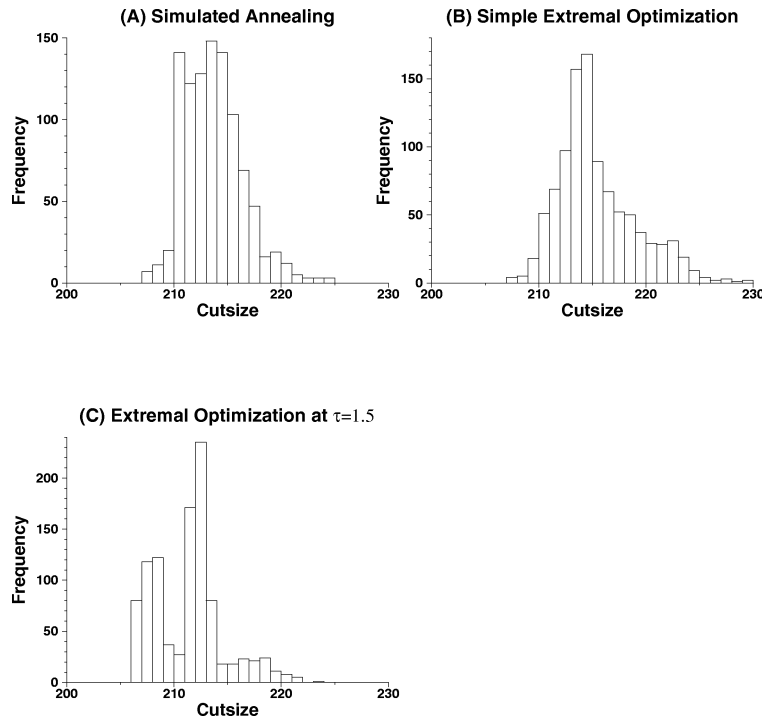 (A) Simulated Annealing
150
100
50
0
Frequency
200
210
220
230
Cutsize
(B) Simple Extremal Optimization
150
100
50
0
Frequency
200
210
220
230
Cutsize
(C) Extremal Optimization at τ=1.5
200
150
100
50
0
Frequency
200
210
220
230
Cutsize